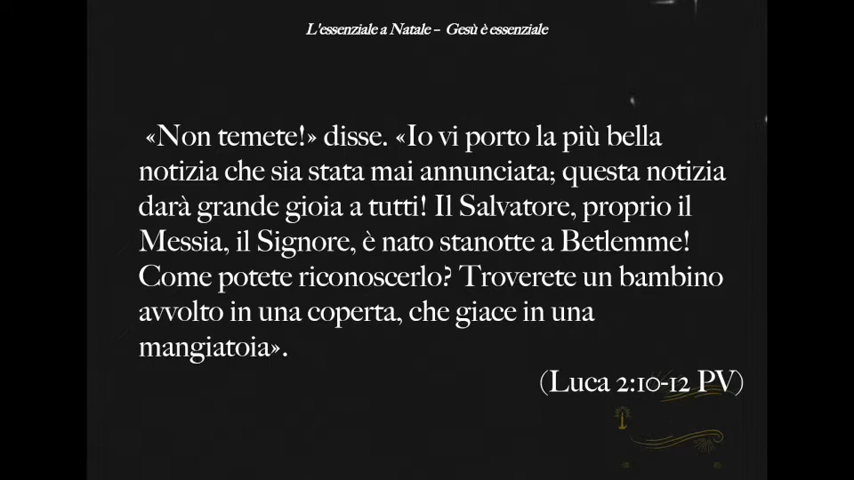 L'essenziale a Natale – Gesù è essenziale
«Non temete!» disse. «Io vi porto la più bella
notizia che sia stata mai annunciata; questa notizia
darà grande gioia a tutti! Il Salvatore, proprio il
Messia, il Signore, è nato stanotte a Betlemme!
Come potete riconoscerlo? Troverete un bambino
avvolto in una coperta, che giace in una
mangiatoia».
(Luca 2:10-12 PV)